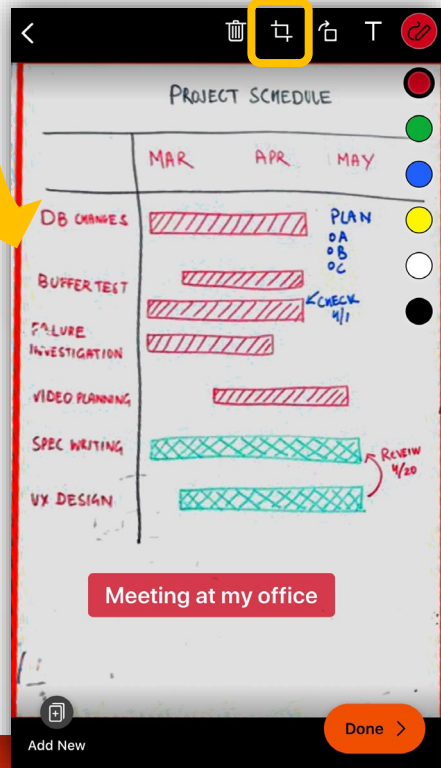 T
PROJECT SCHEDULE
MAR APR MAY
DB CHANGES
PLAN
A
B
C
BUFFER TEST
CHECK
4/1
FAILURE
INVESTIGATION
VIDEO PLANNING
SPEC WRITING
REVIEW
4/20
UX DESIGN
Meeting at my office
Add New
Done